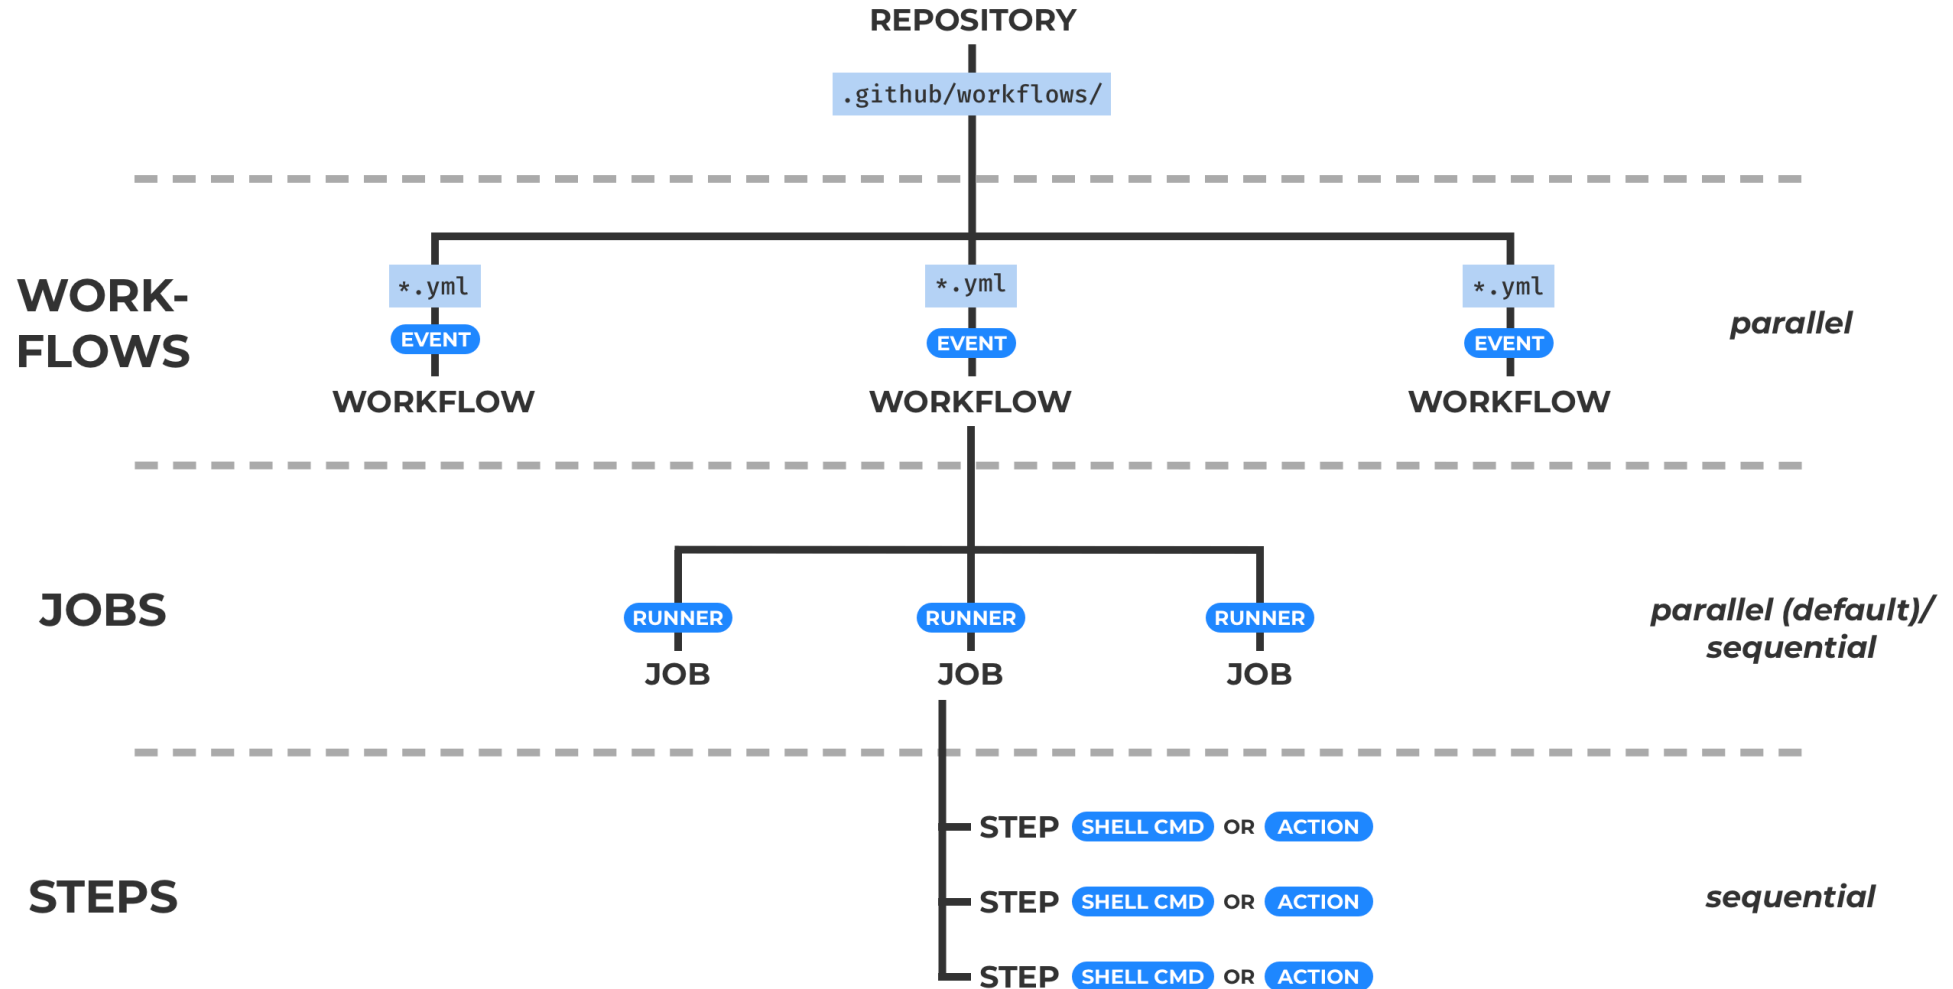 REPOSITORY
.github/workflows/
WORK-
FLOWS
*.yml *.yml *.yml
EVENT EVENT EVENT
parallel
WORKFLOW WORKFLOW WORKFLOW
JOBS
RUNNER RUNNER RUNNER
parallel (default)/
sequential
JOB JOB JOB
STEPS
STEP SHELL CMD OR ACTION
STEP SHELL CMD OR ACTION
sequential
STEP SHELL CMD OR ACTION